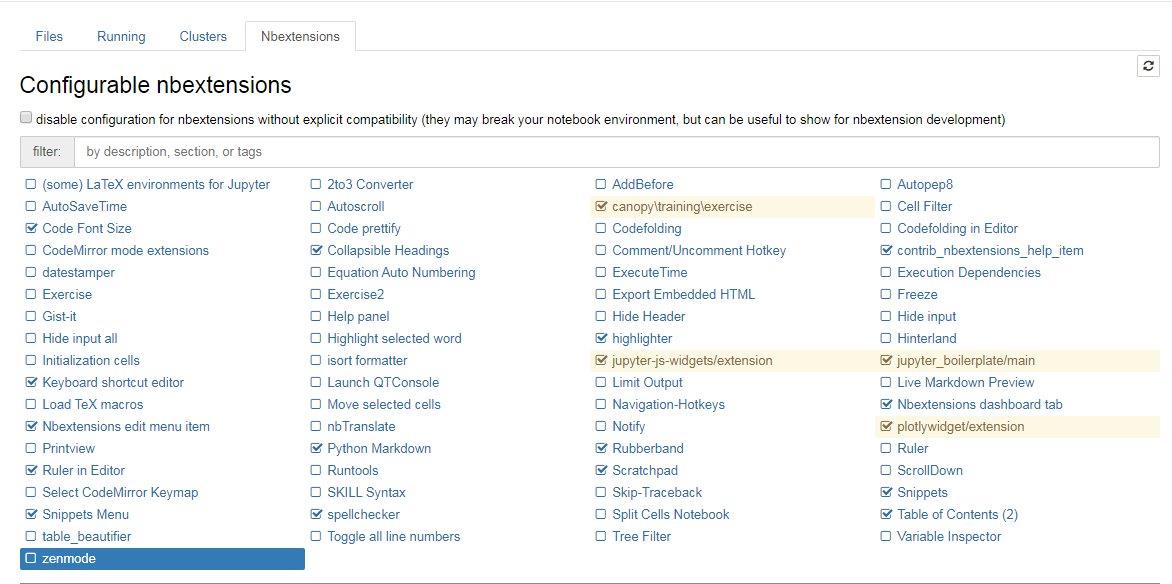 Files Running Clusters Nbextensions
Configurable nbextensions
disable configuration for nbextensions without explicit compatibility (they may break your notebook environment, but can be useful to show for nbextension development)
filter: by description, section, or tags
(some) LaTeX environments for Jupyter 2to3 Converter AddBefore Autopep8
AutoSaveTime Autoscroll canopy\training\exercise Cell Filter
Code Font Size Code prettify Codefolding Codefolding in Editor
CodeMirror mode extensions Collapsible Headings Comment/Uncomment Hotkey contrib_nbextensions_help_item
datestamper Equation Auto Numbering ExecuteTime Execution Dependencies
Exercise Exercise2 Export Embedded HTML Freeze
Gist-it Help panel Hide Header Hide input
Hide input all Highlight selected word highlighter Hinterland
Initialization cells isort formatter jupyter-js-widgets/extension jupyter_boilerplate/main
Keyboard shortcut editor Launch QTConsole Limit Output Live Markdown Preview
Load TeX macros Move selected cells Navigation-Hotkeys Nbextensions dashboard tab
Nbextensions edit menu item nbTranslate Notify plotlywidget/extension
Printview Python Markdown Rubberband Ruler
Ruler in Editor Runtools Scratchpad ScrollDown
Select CodeMirror Keymap SKILL Syntax Skip-Traceback Snippets
Snippets Menu spellchecker Split Cells Notebook Table of Contents (2)
table_beautifier Toggle all line numbers Tree Filter Variable Inspector
zenmode